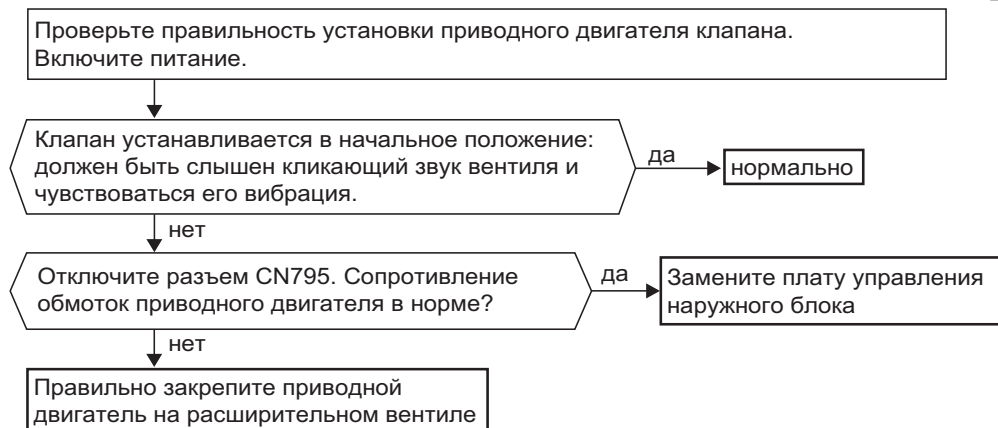 Проверьте правильность установки приводного двигателя клапана.
Включите питание.
Клапан устанавливается в начальное положение:
должен быть слышен кликающий звук вентиля и
чувствоваться его вибрация.
да
нормально
нет
Отключите разъем CN795. Сопротивление
обмоток приводного двигателя в норме?
да
Замените плату управления
наружного блока
нет
Правильно закрепите приводной
двигатель на расширительном вентиле